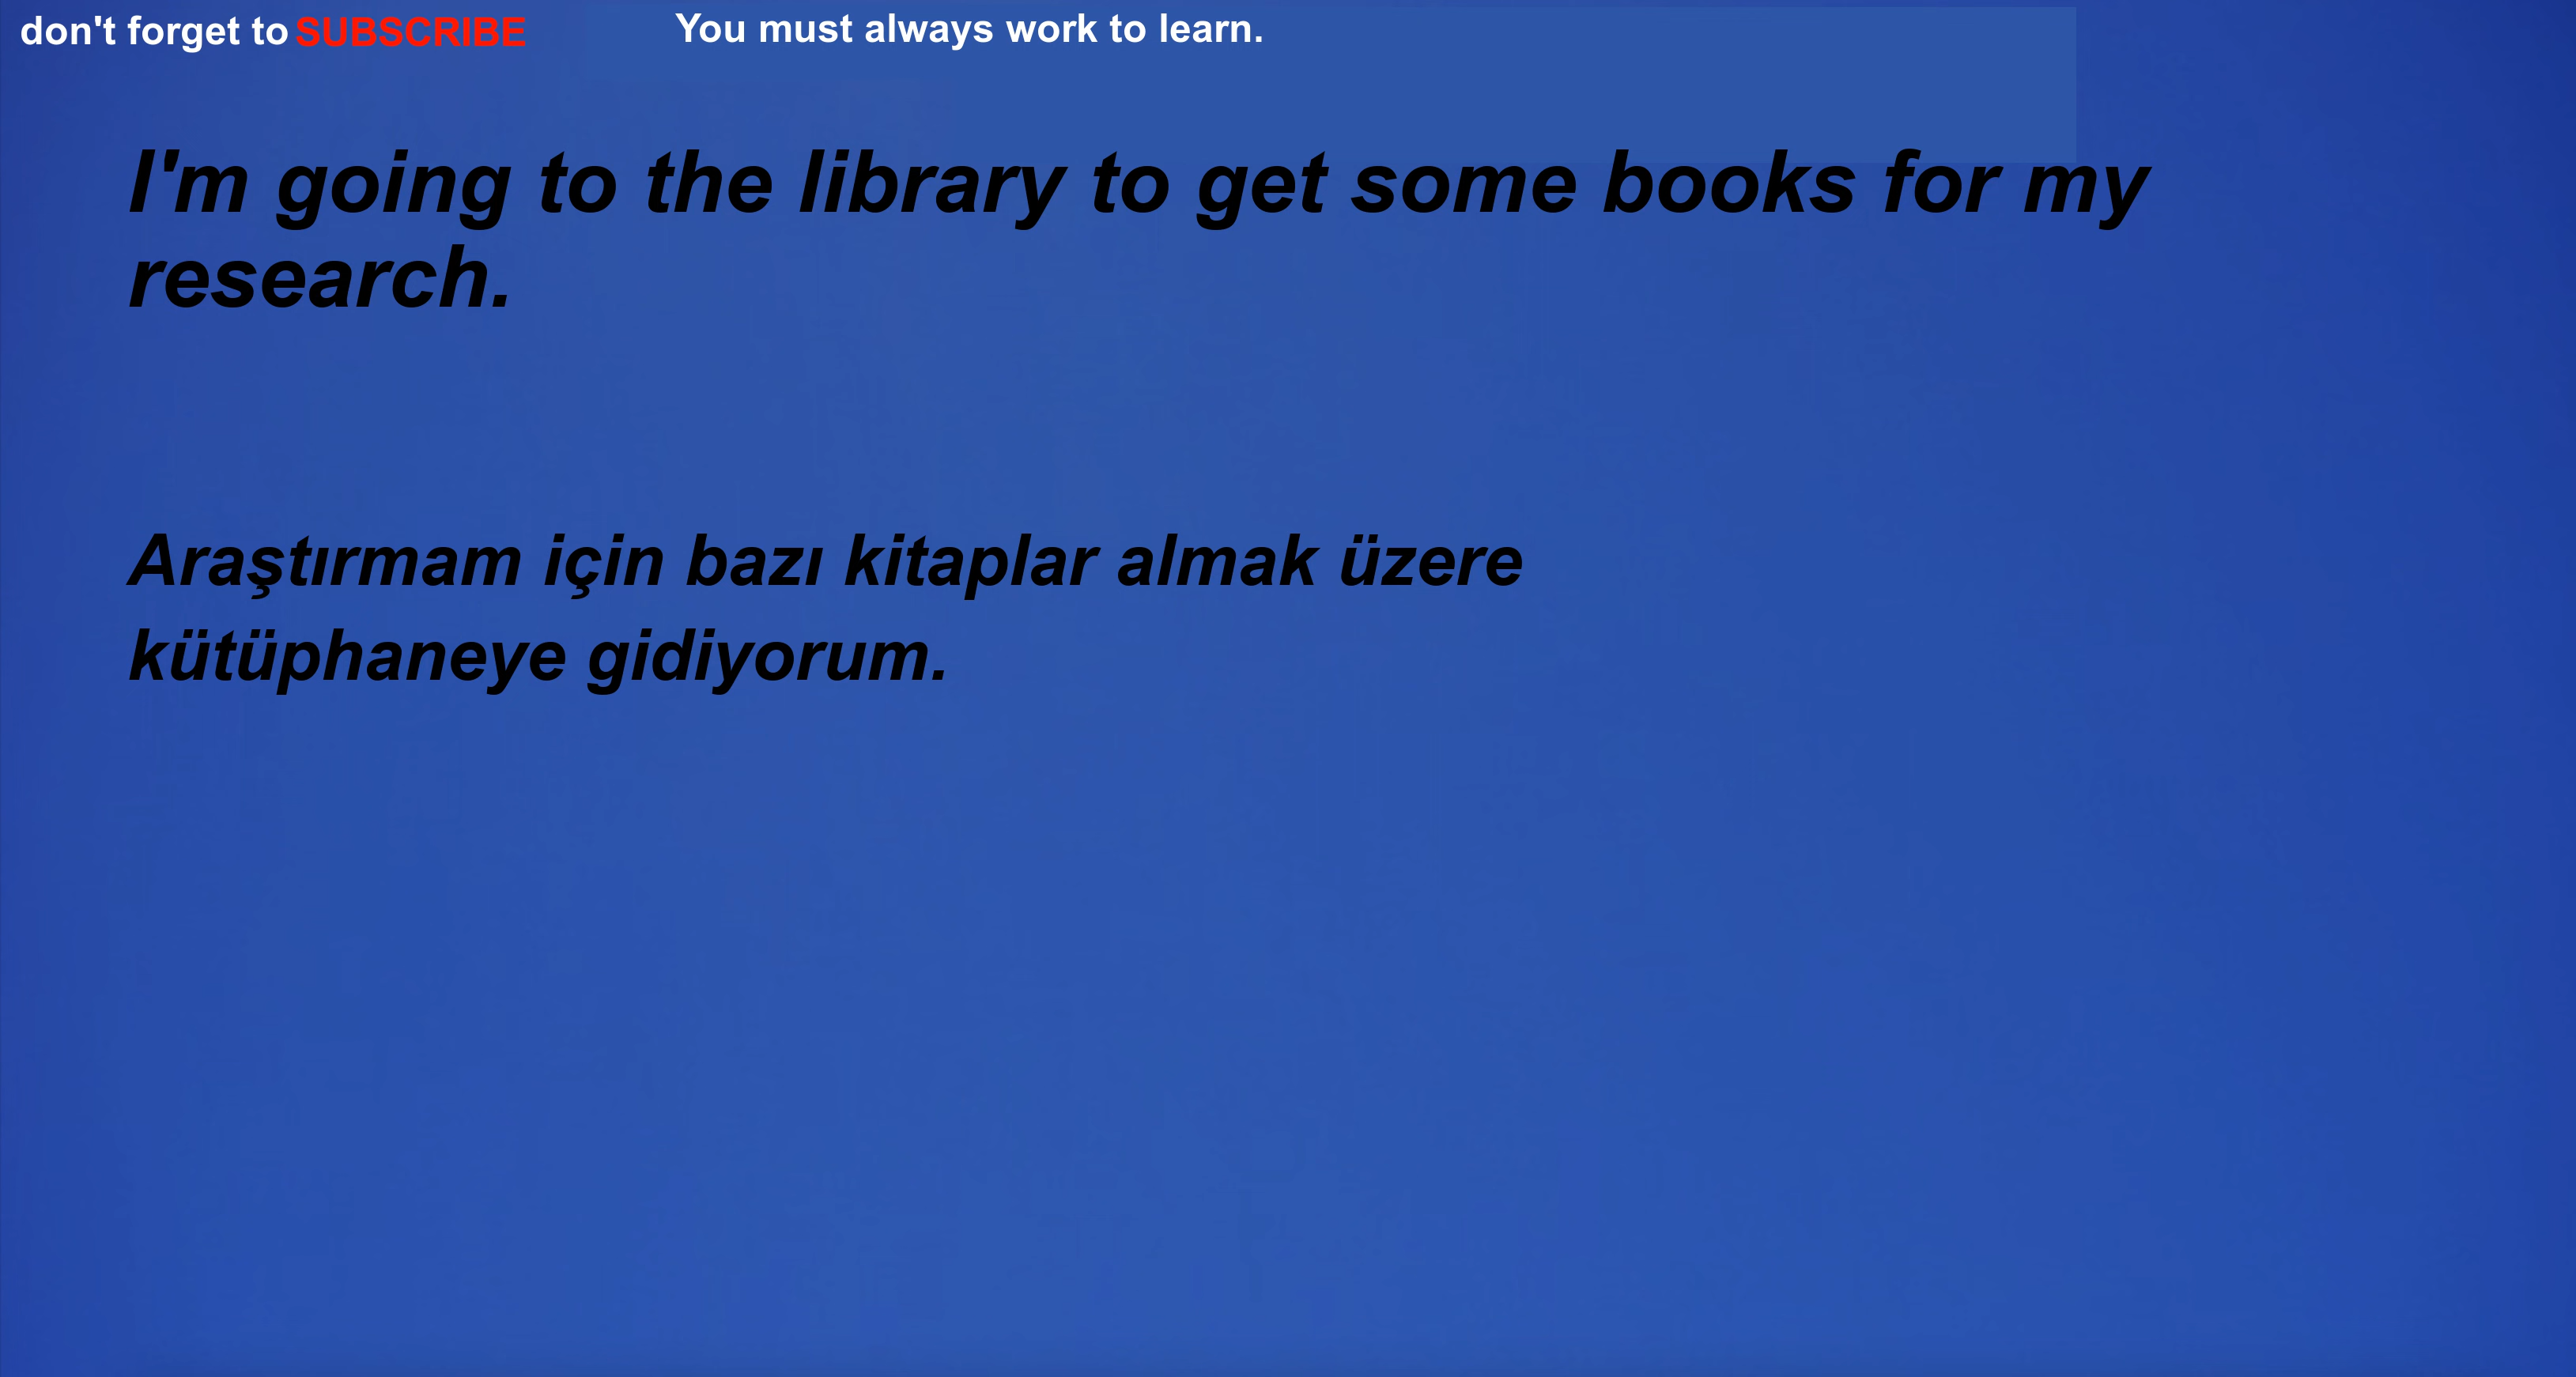 don't forget to SUBSCRIBE You must always work to learn.
I'm going to the library to get some books for my
research.
Araştırmam için bazı kitaplar almak üzere
kütüphaneye gidiyorum.